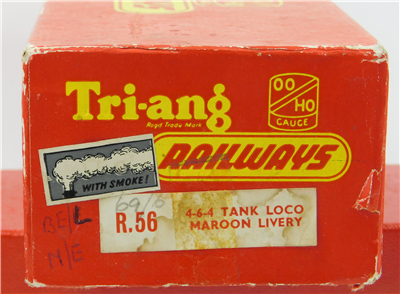 Tri-ang
Regd Trade Mark
OO/HO
GAUGE
RAILWAYS
WITH SMOKE!
69/6
BE/L
R.56
4-6-4 TANK LOCO
MAROON LIVERY
N/E